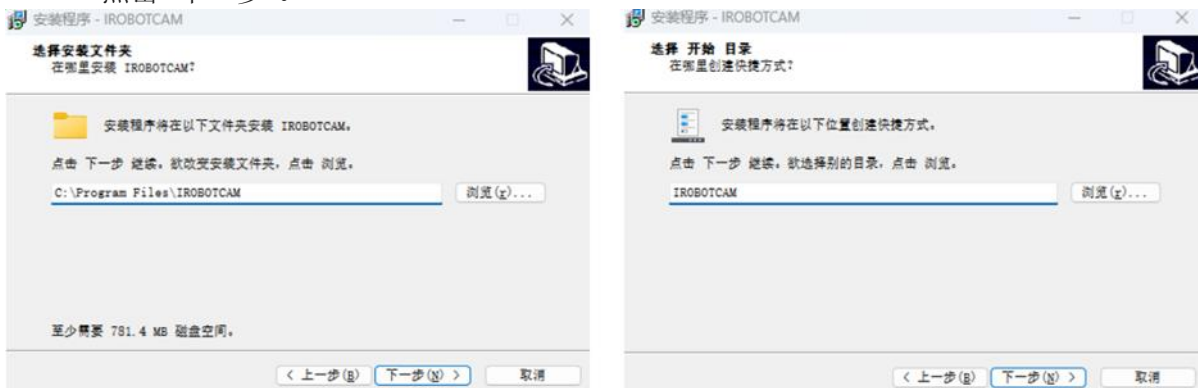 安装程序 - IROBOTCAM
选择安装文件夹
在哪里安装 IROBOTCAM?
安装程序将在以下文件夹安装 IROBOTCAM。
点击 下一步 继续。欲改变安装文件夹，点击 浏览。
C:\Program Files\IROBOTCAM
浏览(r)...
至少需要 781.4 MB 磁盘空间。
< 上一步(B)
下一步(N) >
取消
安装程序 - IROBOTCAM
选择 开始 目录
在哪里创建快捷方式?
安装程序将在以下位置创建快捷方式。
点击 下一步 继续。欲选择别的目录，点击 浏览。
IROBOTCAM
浏览(r)...
< 上一步(B)
下一步(N) >
取消